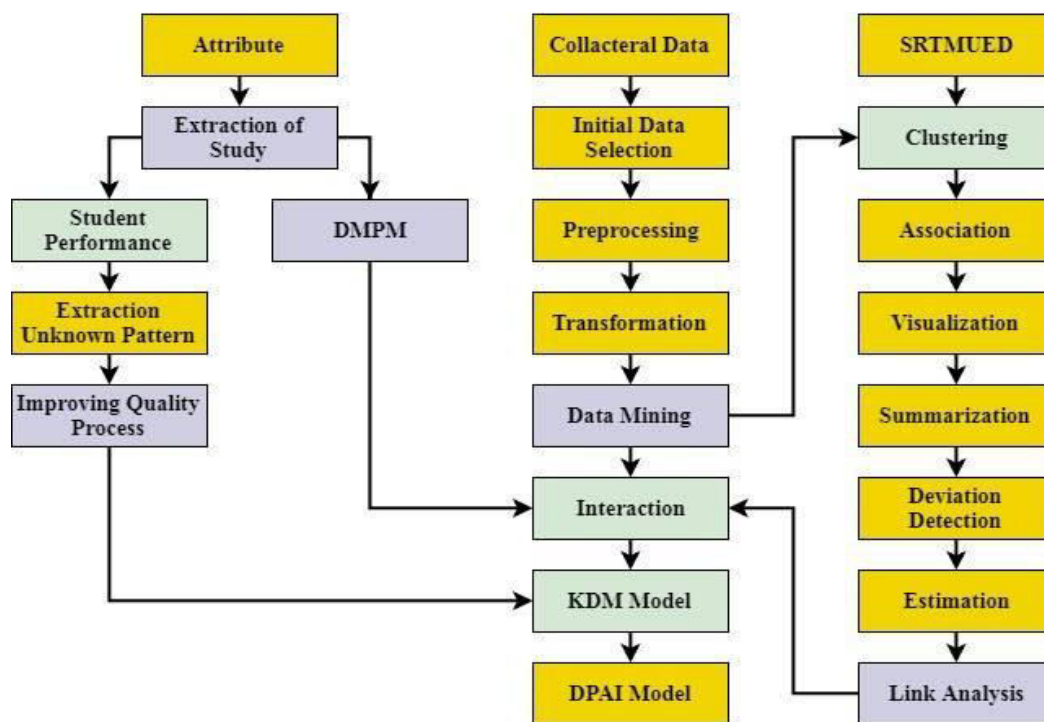 Attribute
Extraction of
Study
Student
Performance
DMPM
Extraction
Unknown Pattern
Improving Quality
Process
Collacteral Data
Initial Data
Selection
Preprocessing
Transformation
Data Mining
Interaction
KDM Model
DPAI Model
SRTMUED
Clustering
Association
Visualization
Summarization
Deviation
Detection
Estimation
Link Analysis